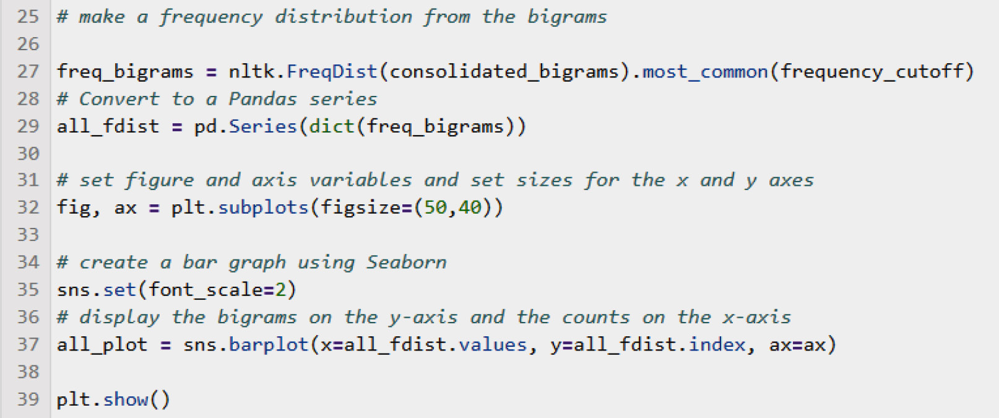 25 # make a frequency distribution from the bigrams
26
27 freq_bigrams = nltk.FreqDist(consolidated_bigrams).most_common(frequency_cutoff)
28 # Convert to a Pandas series
29 all_fdist = pd.Series(dict(freq_bigrams))
30
31 # set figure and axis variables and set sizes for the x and y axes
32 fig, ax = plt.subplots(figsize=(50,40))
33
34 # create a bar graph using Seaborn
35 sns.set(font_scale=2)
36 # display the bigrams on the y-axis and the counts on the x-axis
37 all_plot = sns.barplot(x=all_fdist.values, y=all_fdist.index, ax=ax)
38
39 plt.show()